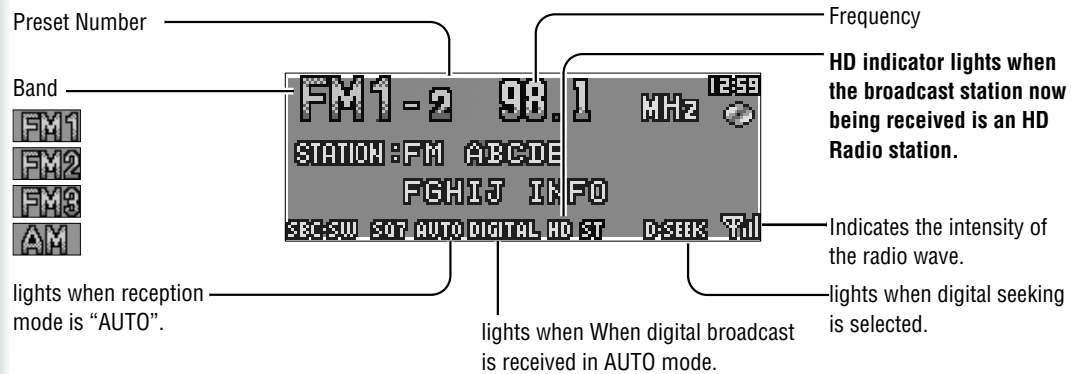 Preset Number
Frequency
HD indicator lights when
the broadcast station now
being received is an HD
Radio station.
Band
FM1
FM2
FM3
AM
FM1-2 98.1 MHz 12:59
STATION:FM ABCDE
FGHIJ INFO
SBC:SW SQ7 AUTO DIGITAL HD ST D:SEEK
Indicates the intensity of
the radio wave.
lights when reception
mode is “AUTO”.
lights when When digital broadcast
is received in AUTO mode.
lights when digital seeking
is selected.